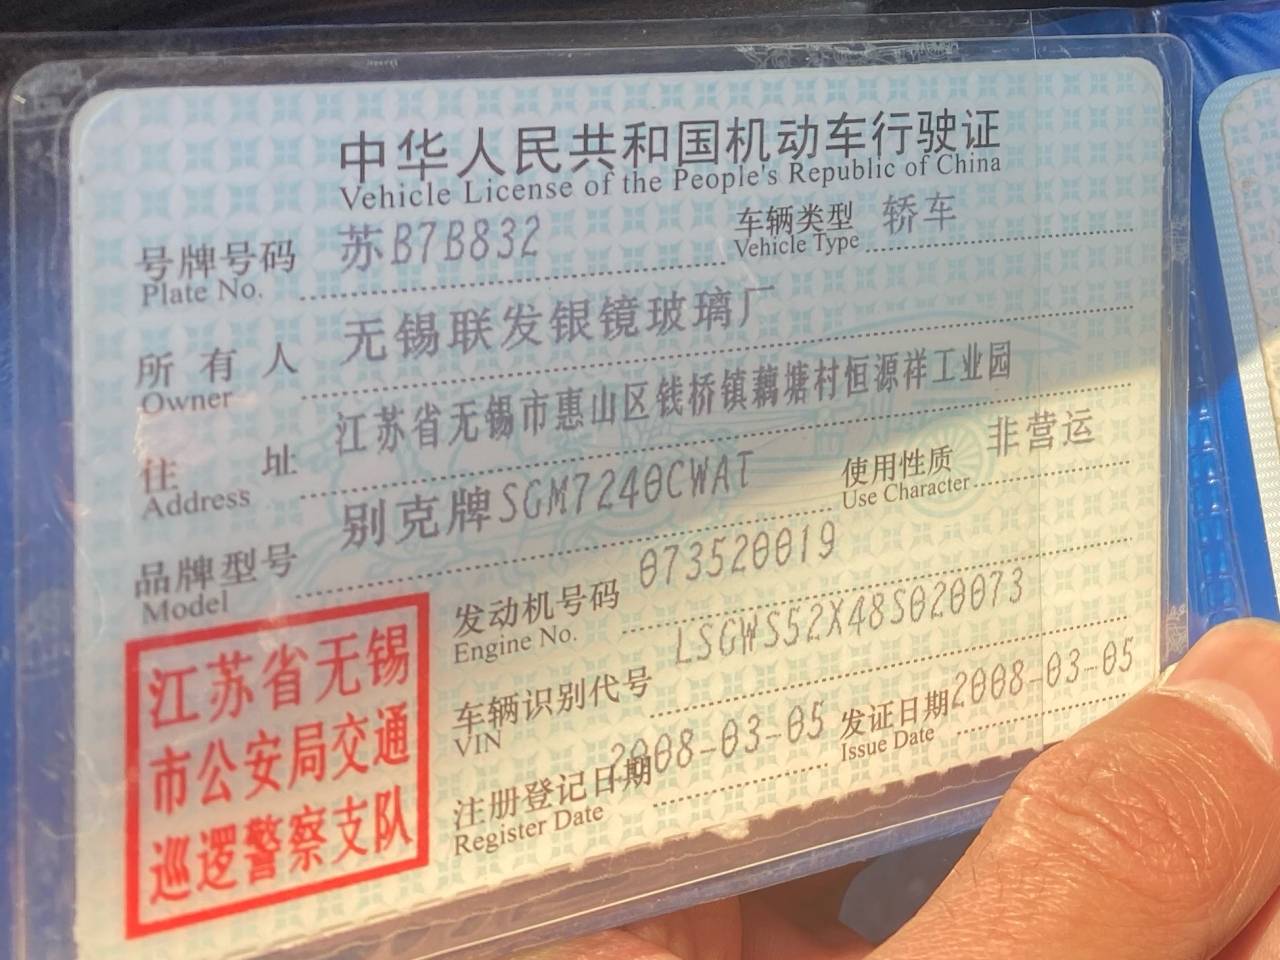 中华人民共和国机动车行驶证
Vehicle License of the People's Republic of China
号牌号码 苏B7B832 车辆类型 轿车
Plate No. Vehicle Type
所有人 无锡联发银镜玻璃厂
Owner
住址 江苏省无锡市惠山区钱桥镇藕塘村恒源祥工业园
Address
品牌型号 别克牌SGM7240CWAT 使用性质 非营运
Model Use Character
发动机号码 073520019
Engine No.
车辆识别代号 LSGWS52X48S020073
VIN
注册登记日期 2008-03-05 发证日期 2008-03-05
Register Date Issue Date
江苏省无锡
市公安局交通
巡逻警察支队